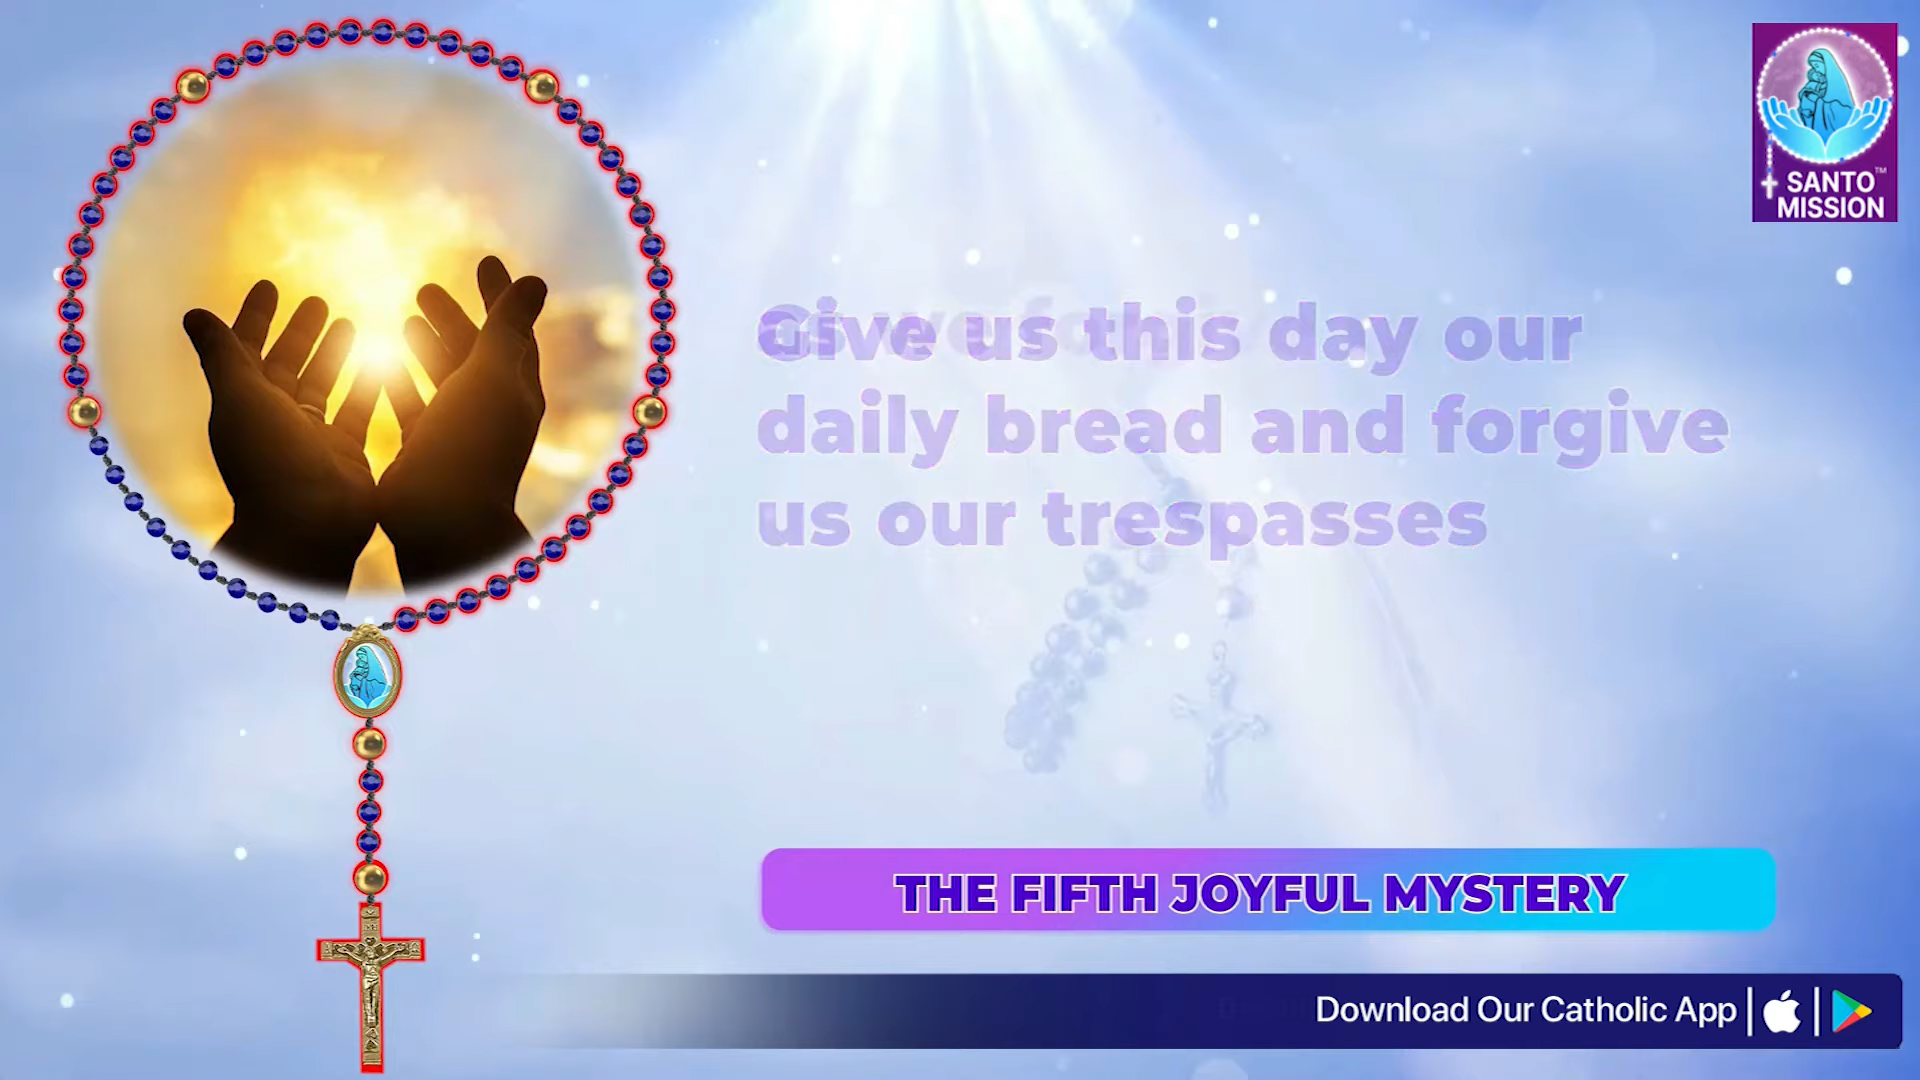 SANTO™
MISSION
Give us this day our
daily bread and forgive
us our trespasses
THE FIFTH JOYFUL MYSTERY
Download Our Catholic App